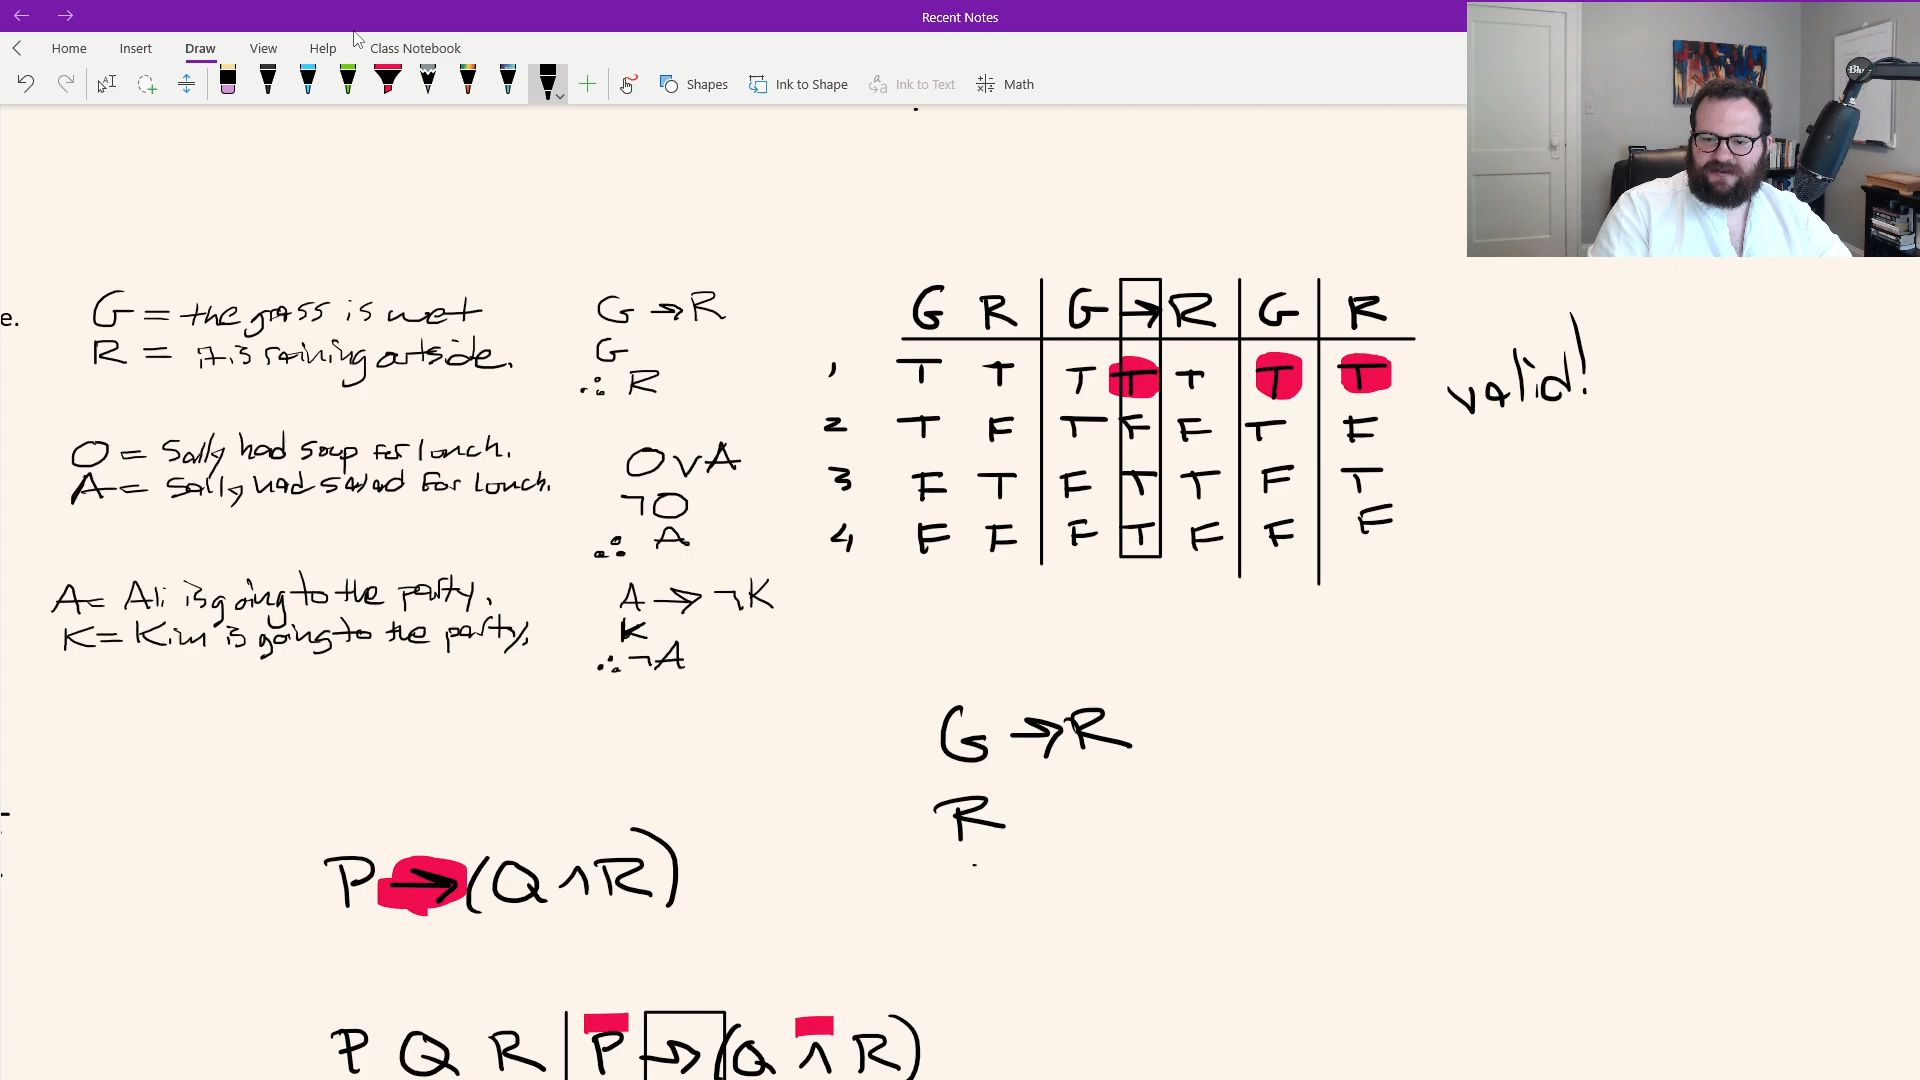 Recent Notes
Home Insert Draw View Help Class Notebook
Shapes Ink to Shape Ink to Text Math
Blue
e.
G = the grass is wet
R = it is raining outside.
G → R
G
∴ R
O = Sally had soup for lunch.
A = Sally had salad for lunch.
O ∨ A
¬O
∴ A
A = Ali is going to the party.
K = Kim is going to the party.
A → ¬K
K
∴ ¬A
G R G → R G R
1 T T T T T T T
2 T F T F F T F
3 F T F T T F T
4 F F F T F F F
valid!
G → R
R
P → (Q ∧ R)
P Q R | P → (Q ∧ R)